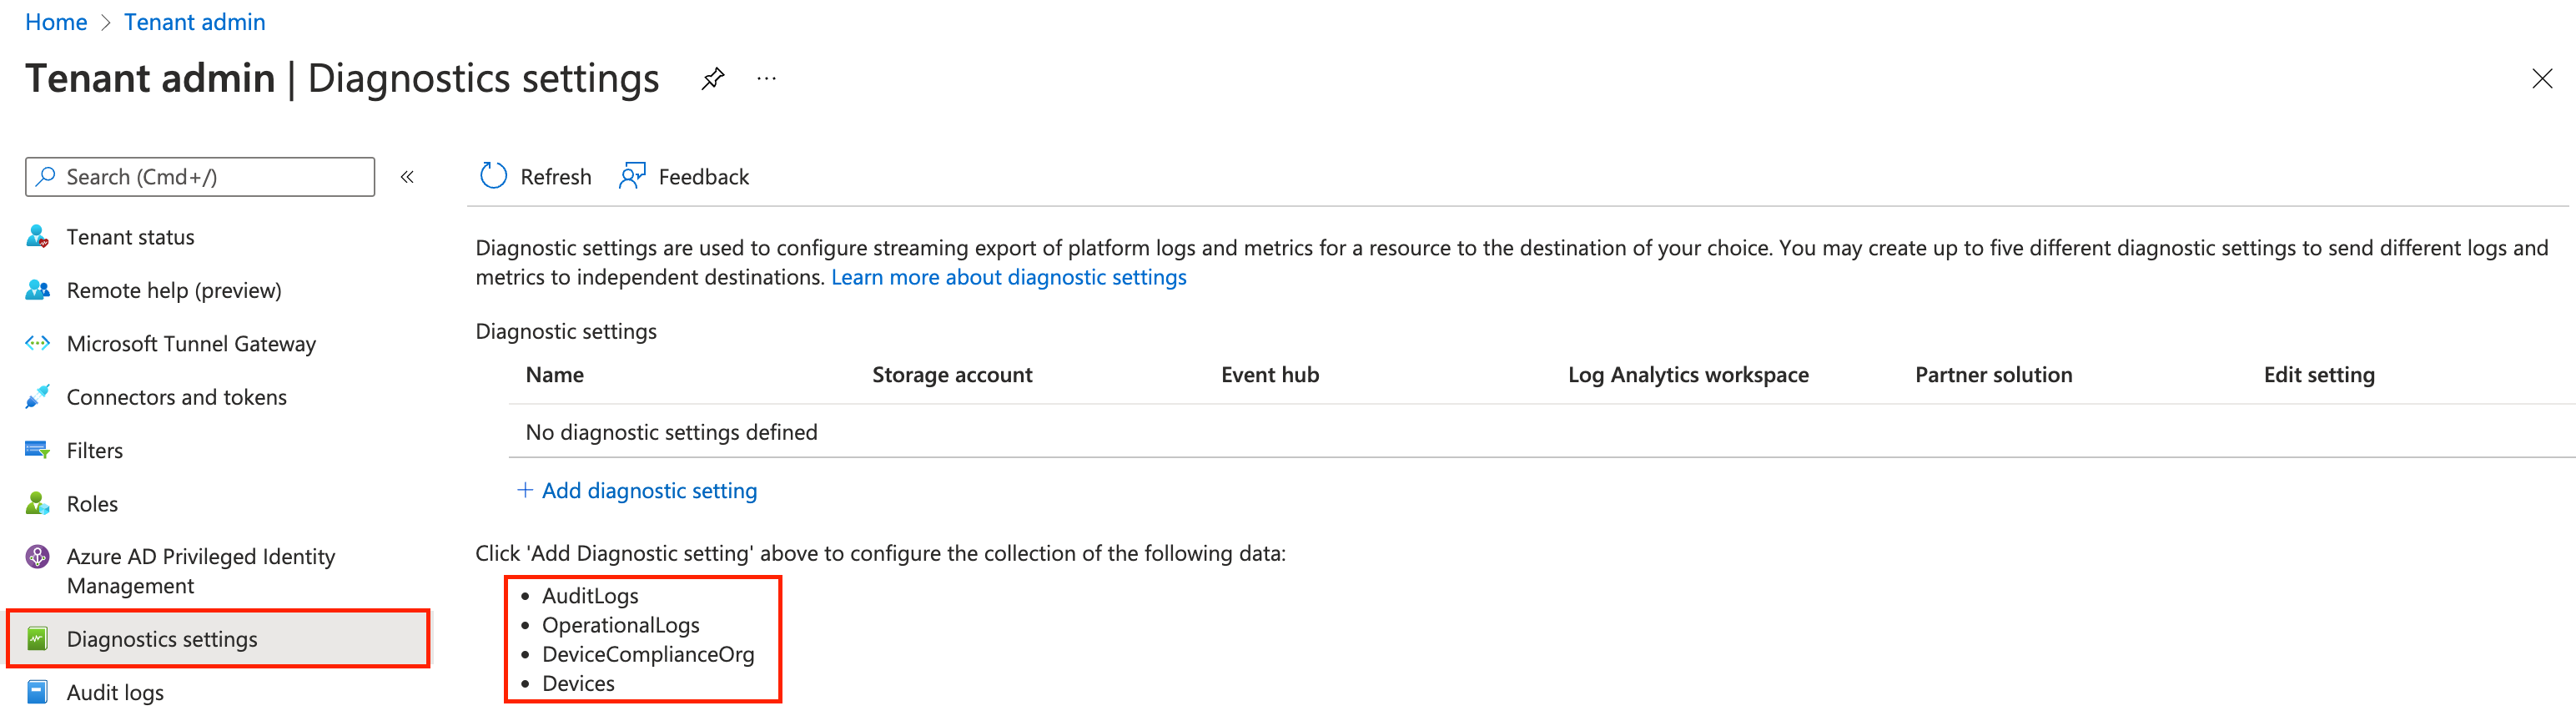 Home > Tenant admin
Tenant admin | Diagnostics settings ...
Search (Cmd+/) «
Tenant status
Remote help (preview)
Microsoft Tunnel Gateway
Connectors and tokens
Filters
Roles
Azure AD Privileged Identity
Management
Diagnostics settings
Audit logs
Refresh Feedback
Diagnostic settings are used to configure streaming export of platform logs and metrics for a resource to the destination of your choice. You may create up to five different diagnostic settings to send different logs and
metrics to independent destinations. Learn more about diagnostic settings
Diagnostic settings
Name Storage account Event hub Log Analytics workspace Partner solution Edit setting
No diagnostic settings defined
+ Add diagnostic setting
Click 'Add Diagnostic setting' above to configure the collection of the following data:
• AuditLogs
• OperationalLogs
• DeviceComplianceOrg
• Devices